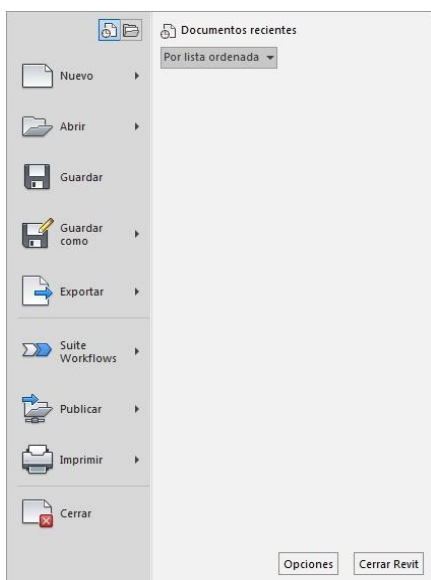 Documentos recientes
Por lista ordenada
Nuevo
Abrir
Guardar
Guardar
como
Exportar
Suite
Workflows
Publicar
Imprimir
Cerrar
Opciones
Cerrar Revit